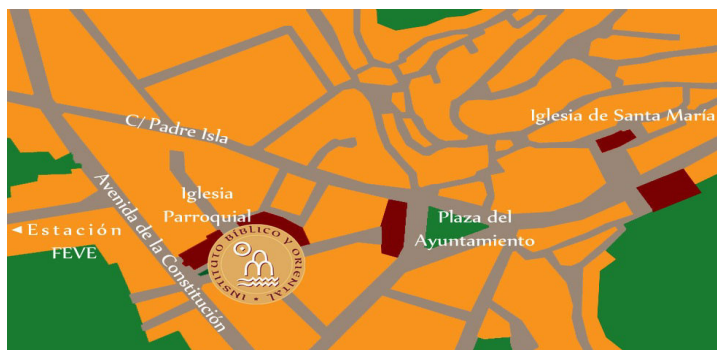 Iglesia de Santa María
C/ Padre Isla
Avenida de la Constitución
Iglesia
Parroquial
Plaza del
Ayuntamiento
◄Estación
FEVE
INSTITUTO BÍBLICO Y ORIENTAL